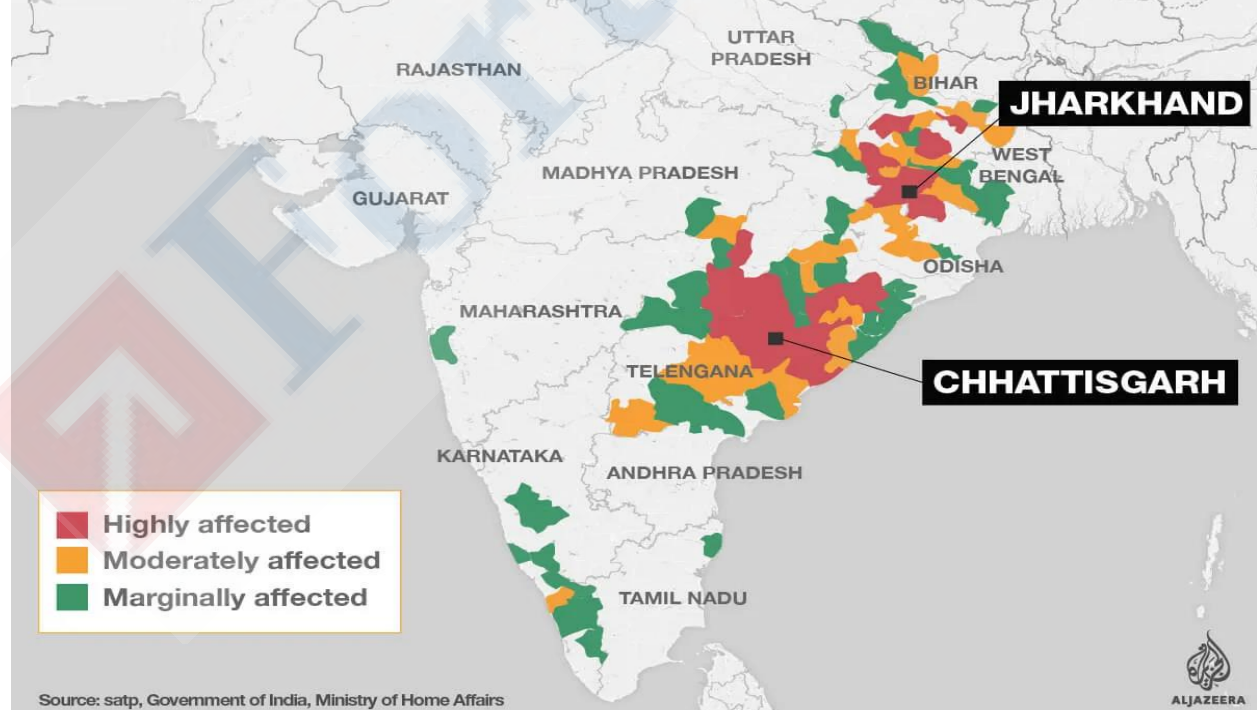 UTTAR
PRADESH
RAJASTHAN
BIHAR
JHARKHAND
WEST
BENGAL
MADHYA PRADESH
GUJARAT
ODISHA
MAHARASHTRA
TELENGANA
CHHATTISGARH
KARNATAKA
ANDHRA PRADESH
Highly affected
Moderately affected
Marginally affected
TAMIL NADU
Source: satp, Government of India, Ministry of Home Affairs
ALJAZEERA